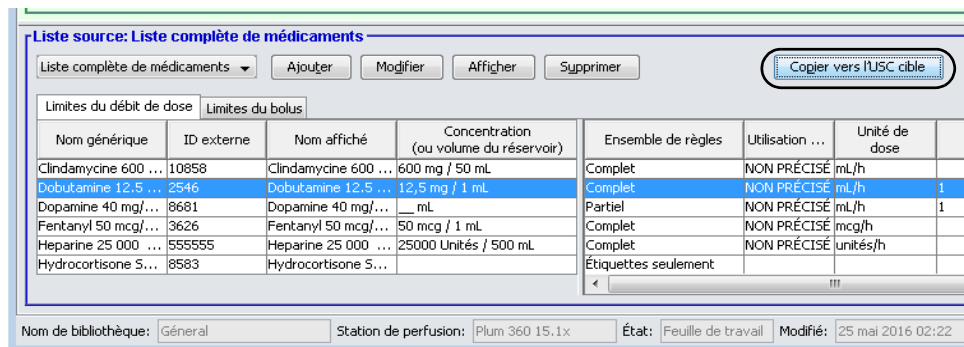 Liste source: Liste complète de médicaments
Liste complète de médicaments Ajouter Modifier Afficher Supprimer Copier vers l'USC cible
Limites du débit de dose Limites du bolus
Nom générique ID externe Nom affiché Concentration (ou volume du réservoir) Ensemble de règles Utilisation ... Unité de dose
Clindamycine 600 ... 10858 Clindamycine 600 ... 600 mg / 50 mL Complet NON PRÉCISÉ mL/h
Dobutamine 12.5 ... 2546 Dobutamine 12.5 ... 12,5 mg / 1 mL Complet NON PRÉCISÉ mL/h 1
Dopamine 40 mg/... 8681 Dopamine 40 mg/... __ mL Partiel NON PRÉCISÉ mL/h 1
Fentanyl 50 mcg/... 3626 Fentanyl 50 mcg/... 50 mcg / 1 mL Complet NON PRÉCISÉ mcg/h
Heparine 25 000 ... 555555 Heparine 25 000 ... 25000 Unités / 500 mL Complet NON PRÉCISÉ unités/h
Hydrocortisone S... 8583 Hydrocortisone S... Étiquettes seulement
Nom de bibliothèque: Géneral Station de perfusion: Plum 360 15.1x État: Feuille de travail Modifié: 25 mai 2016 02:22